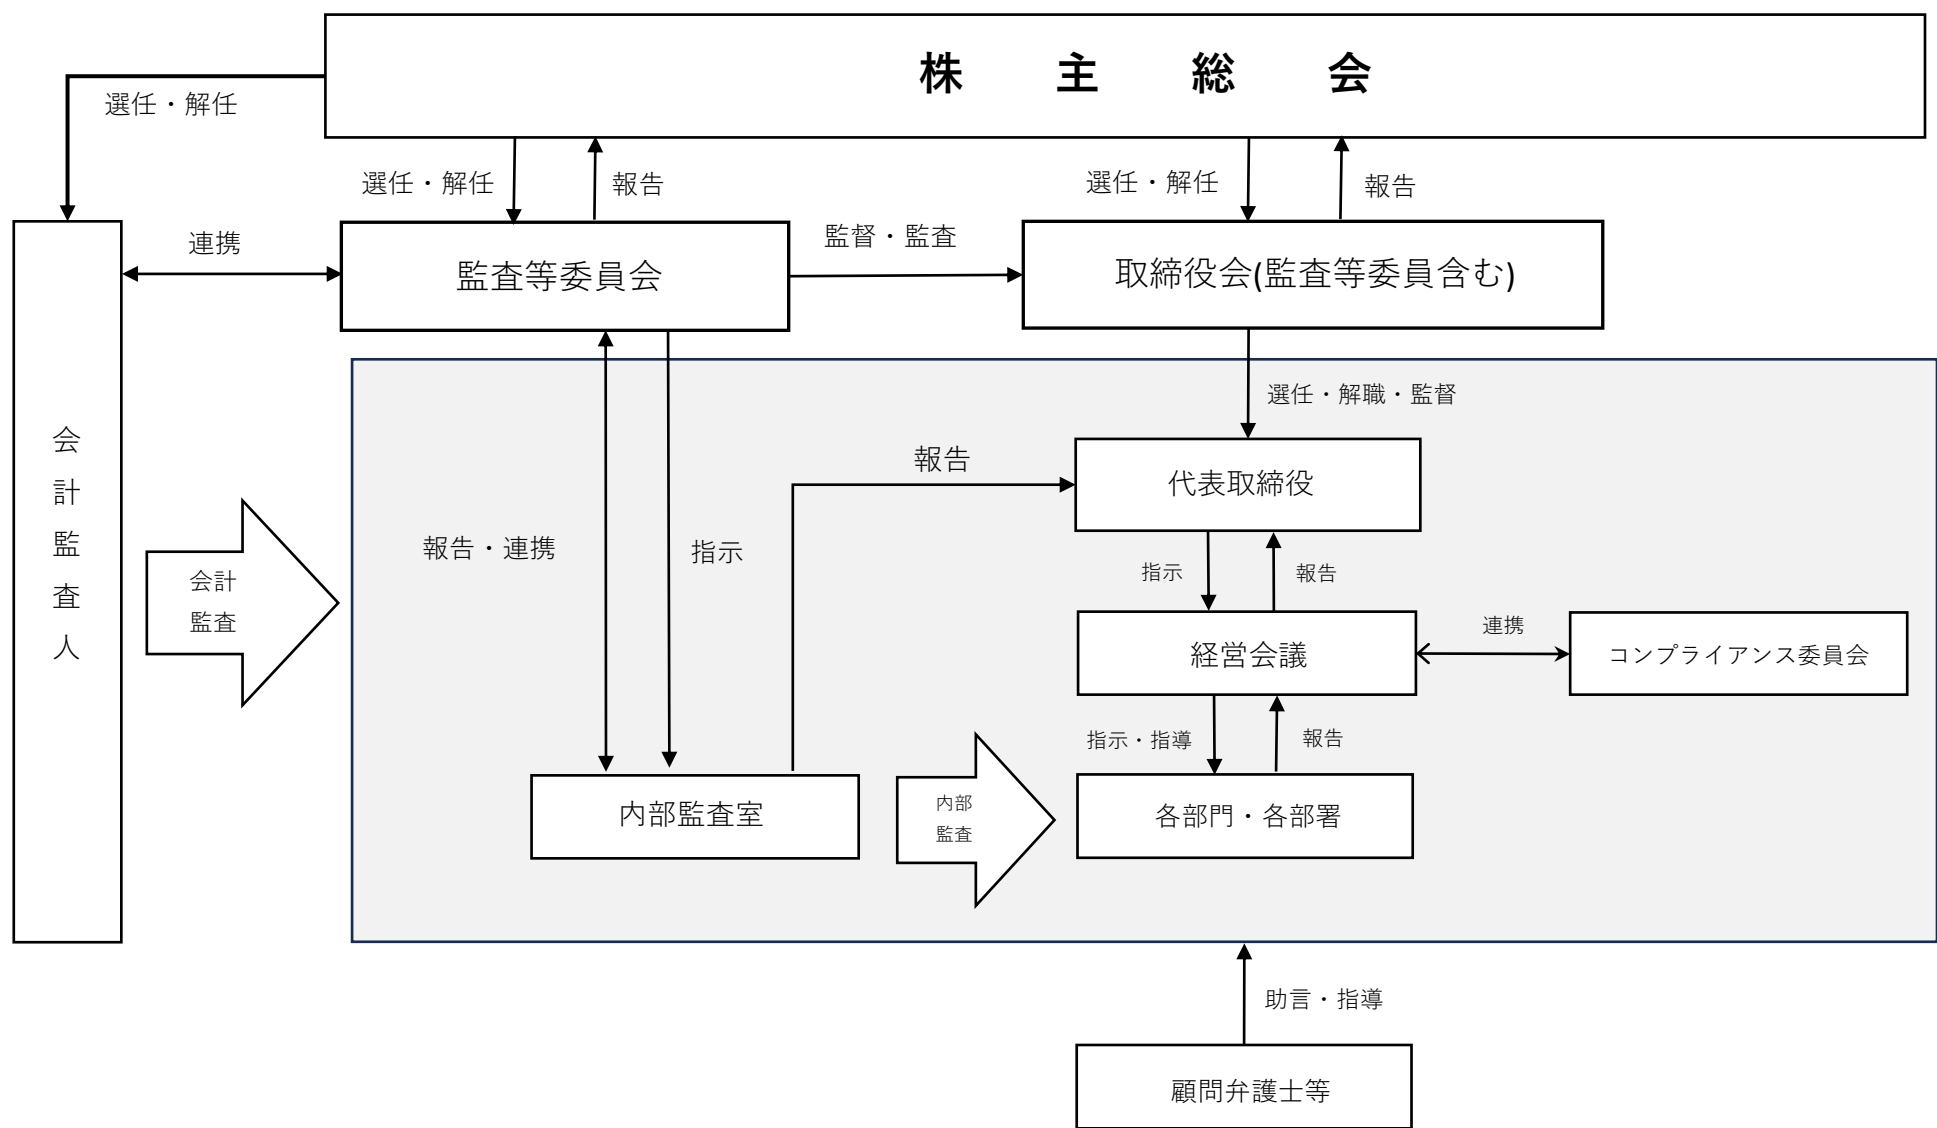 株主総会
選任・解任
選任・解任
報告
選任・解任
報告
連携
監査等委員会
監督・監査
取締役会(監査等委員含む)
選任・解職・監督
会計監査人
報告
代表取締役
報告・連携
指示
指示
報告
会計
監査
経営会議
連携
コンプライアンス委員会
指示・指導
報告
内部監査室
内部
監査
各部門・各部署
助言・指導
顧問弁護士等